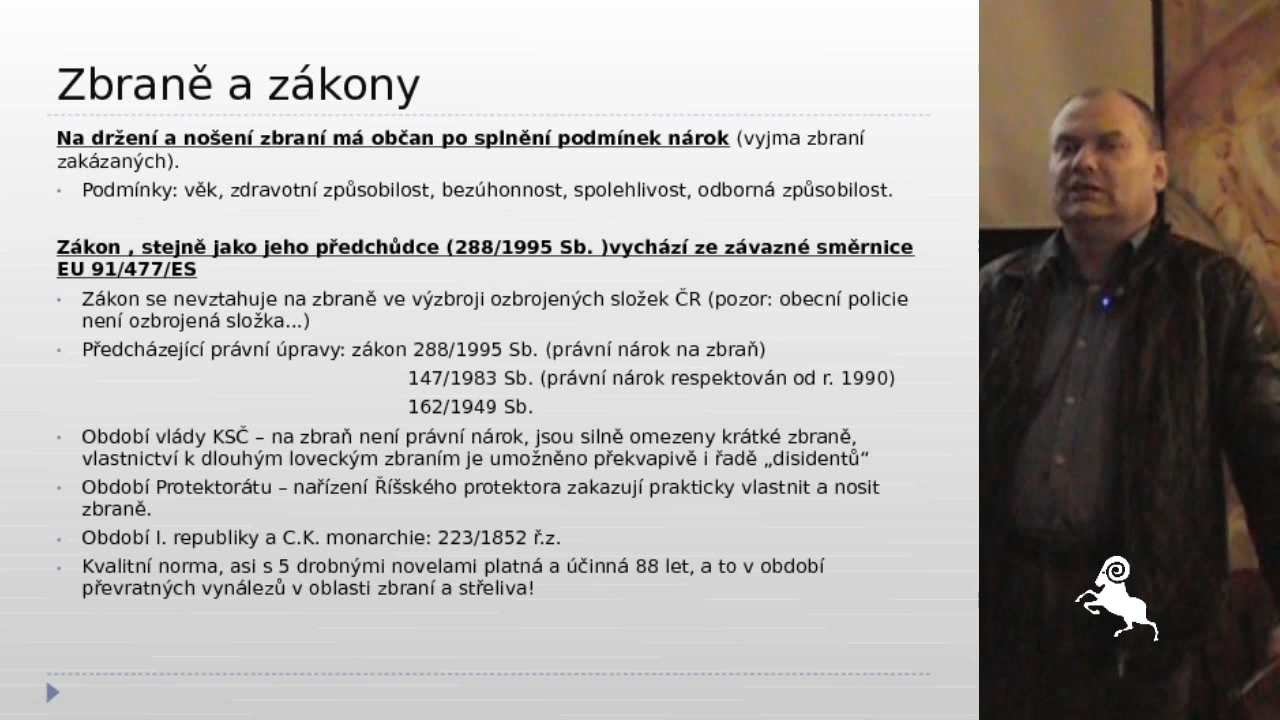 Zbraně a zákony
Na držení a nošení zbraní má občan po splnění podmínek nárok (vyjma zbraní
zakázaných).
• Podmínky: věk, zdravotní způsobilost, bezúhonnost, spolehlivost, odborná způsobilost.
Zákon , stejně jako jeho předchůdce (288/1995 Sb. )vychází ze závazné směrnice
EU 91/477/ES
• Zákon se nevztahuje na zbraně ve výzbroji ozbrojených složek ČR (pozor: obecní policie
není ozbrojená složka...)
• Předcházející právní úpravy: zákon 288/1995 Sb. (právní nárok na zbraň)
147/1983 Sb. (právní nárok respektován od r. 1990)
162/1949 Sb.
• Období vlády KSČ – na zbraň není právní nárok, jsou silně omezeny krátké zbraně,
vlastnictví k dlouhým loveckým zbraním je umožněno překvapivě i řadě „disidentů“
• Období Protektorátu – nařízení Říšského protektora zakazují prakticky vlastnit a nosit
zbraně.
• Období I. republiky a C.K. monarchie: 223/1852 ř.z.
• Kvalitní norma, asi s 5 drobnými novelami platná a účinná 88 let, a to v období
převratných vynálezů v oblasti zbraní a střeliva!